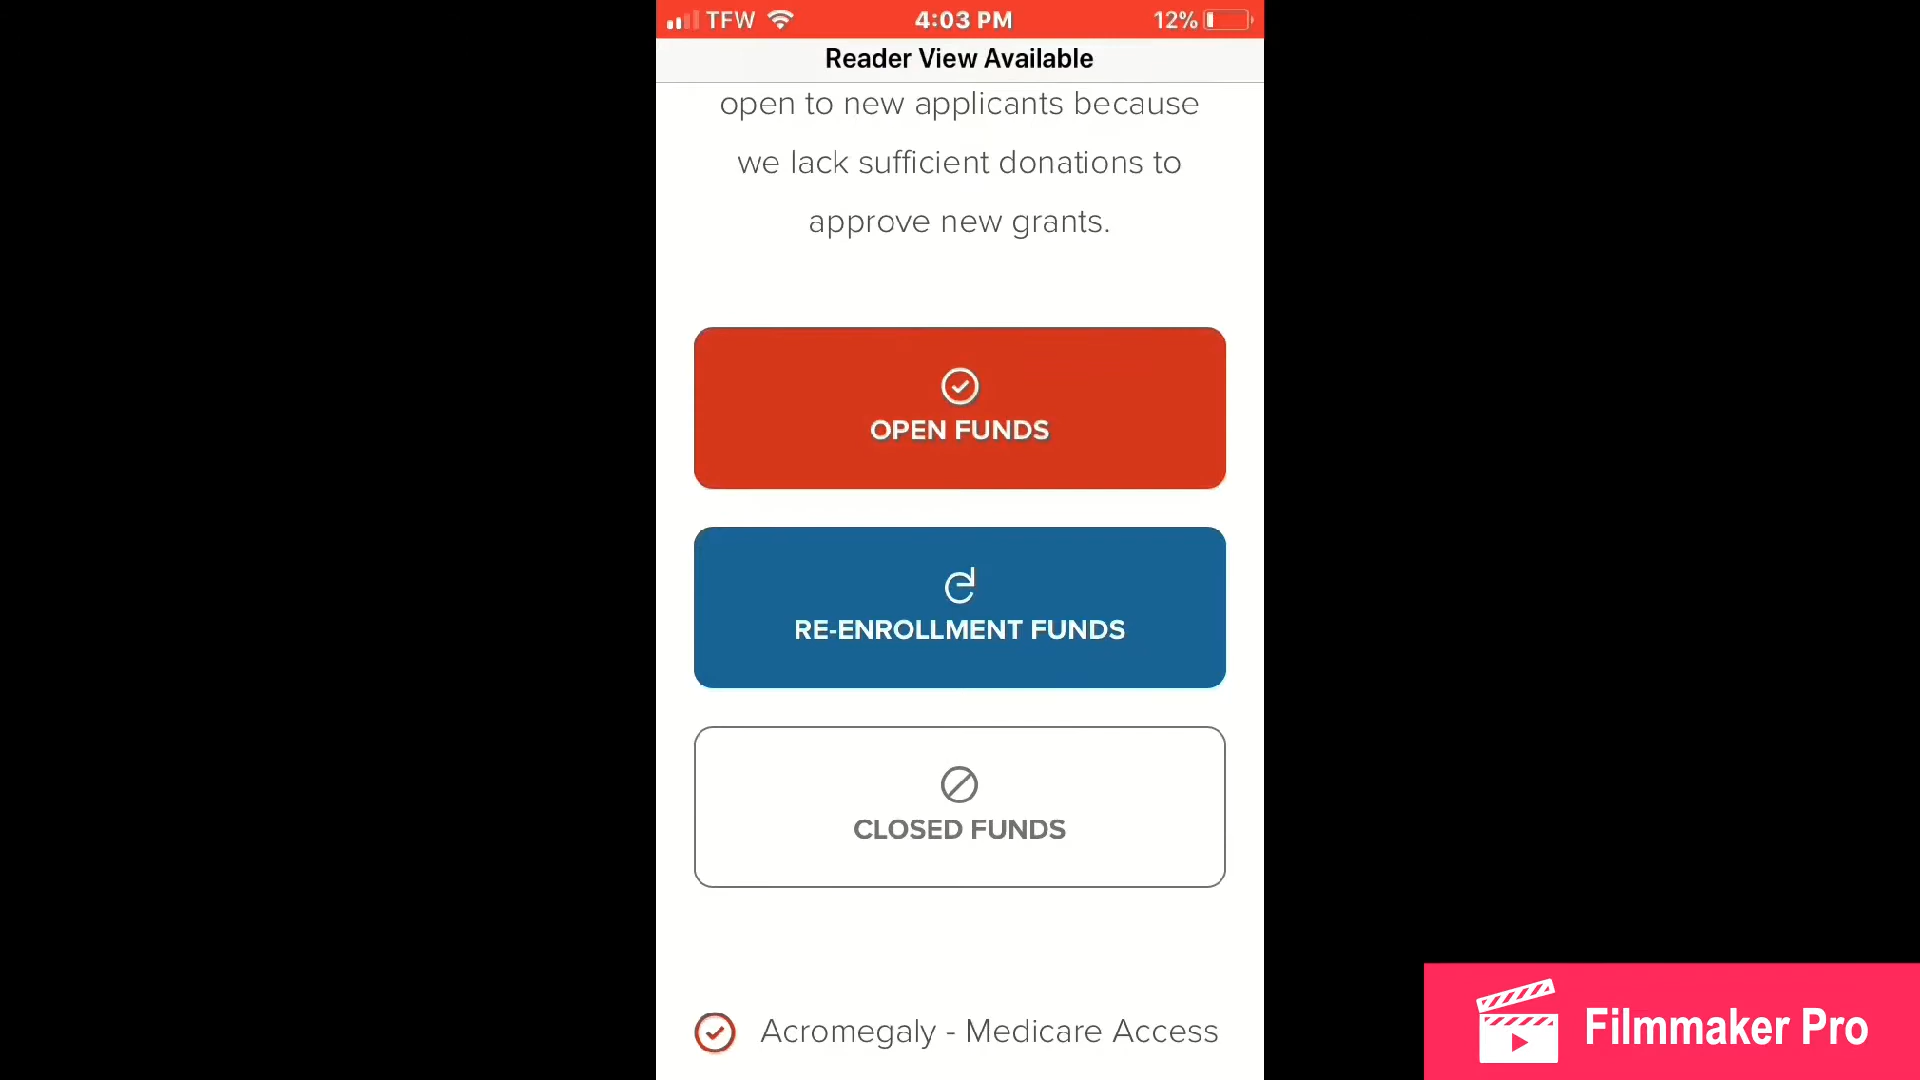 TFW 4:03 PM 12%
Reader View Available
open to new applicants because
we lack sufficient donations to
approve new grants.
OPEN FUNDS
RE-ENROLLMENT FUNDS
CLOSED FUNDS
Acromegaly - Medicare Access
Filmmaker Pro